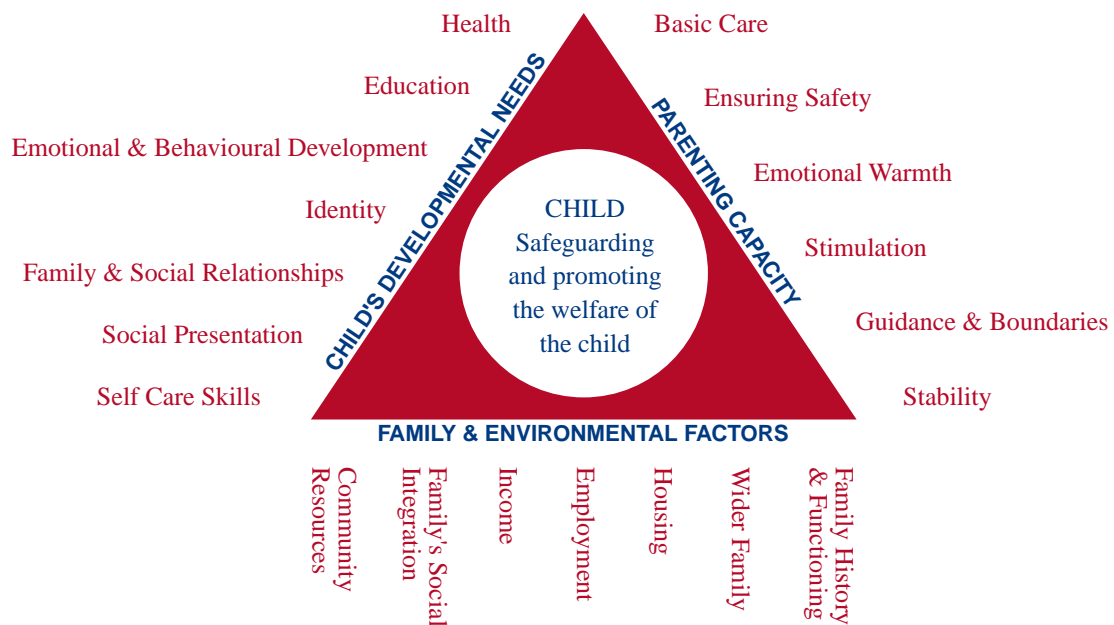 Health
Education
Emotional & Behavioural Development
Identity
Family & Social Relationships
Social Presentation
Self Care Skills
CHILD'S DEVELOPMENTAL NEEDS
Basic Care
Ensuring Safety
Emotional Warmth
Stimulation
Guidance & Boundaries
Stability
PARENTING CAPACITY
CHILD
Safeguarding
and promoting
the welfare of
the child
FAMILY & ENVIRONMENTAL FACTORS
Community
Resources
Family's Social
Integration
Income
Employment
Housing
Wider Family
Family History
& Functioning